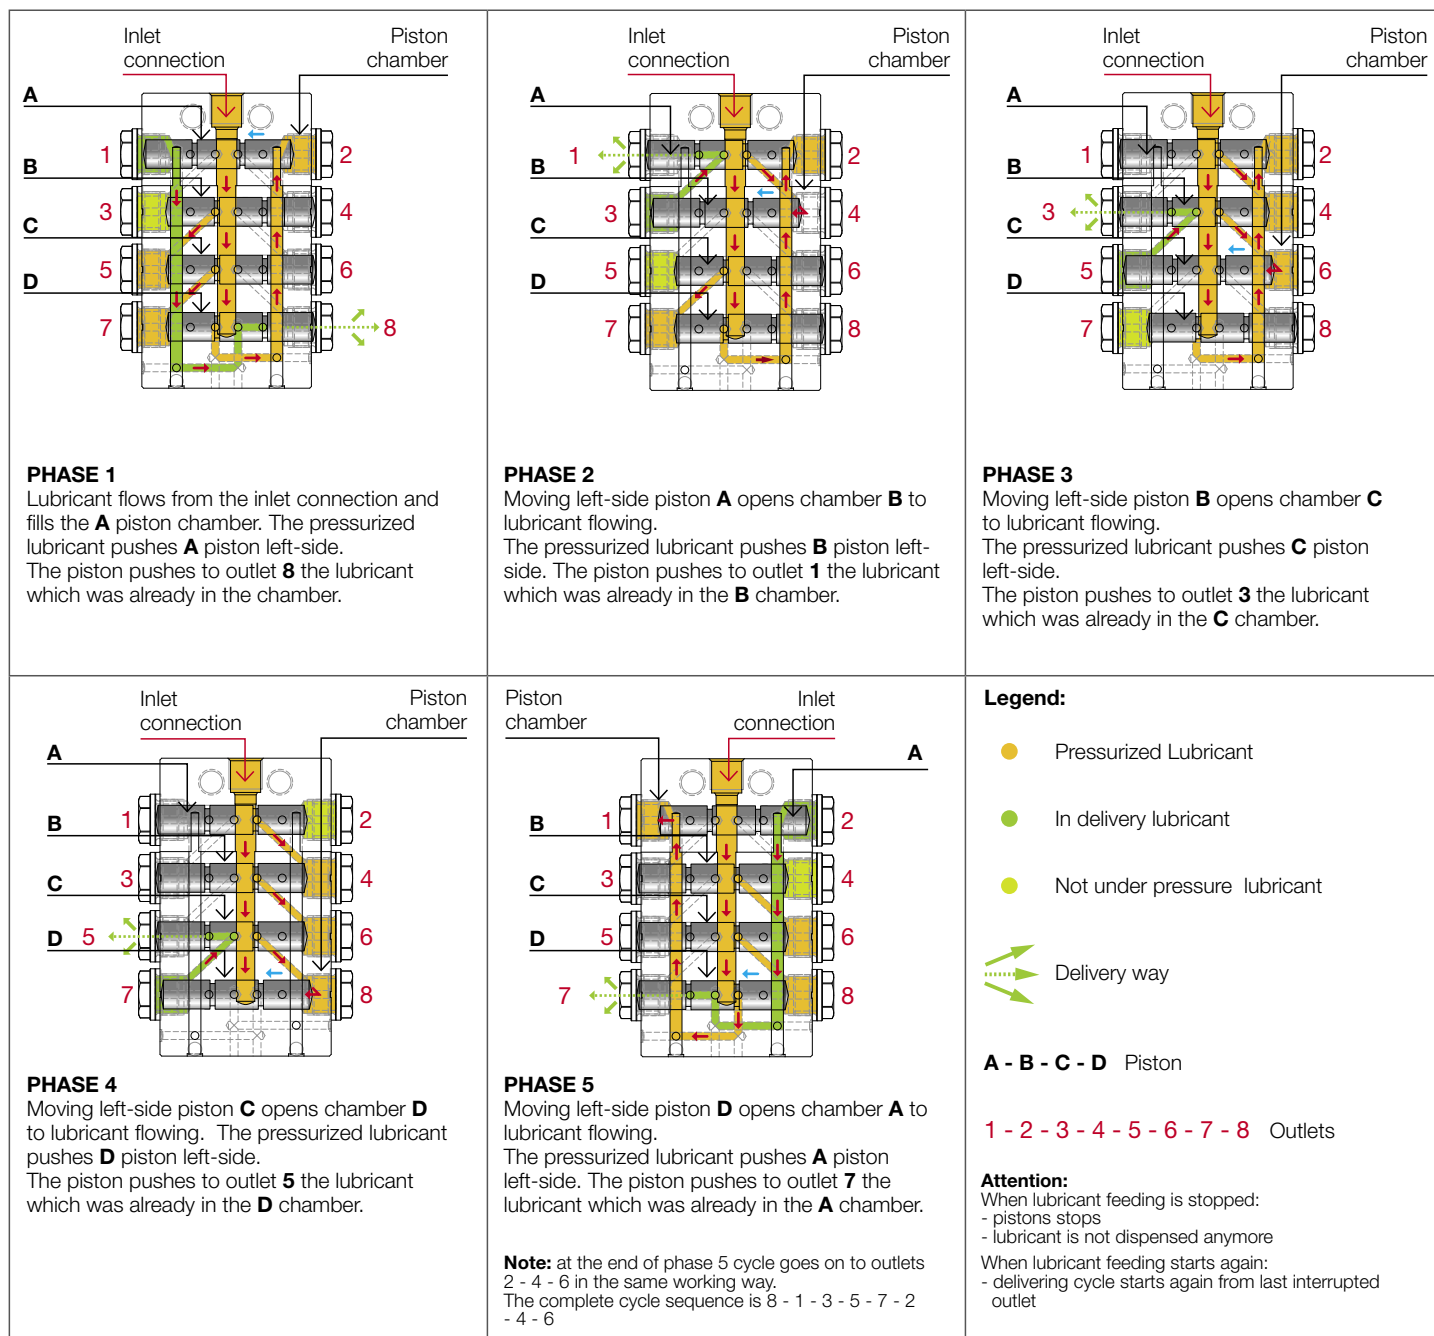 Inlet
connection
Piston
chamber
A
B
C
D
1
2
3
4
5
6
7
8
PHASE 1
Lubricant flows from the inlet connection and
fills the A piston chamber. The pressurized
lubricant pushes A piston left-side.
The piston pushes to outlet 8 the lubricant
which was already in the chamber.
Inlet
connection
Piston
chamber
A
B
C
D
1
2
3
4
5
6
7
8
PHASE 2
Moving left-side piston A opens chamber B to
lubricant flowing.
The pressurized lubricant pushes B piston left-
side. The piston pushes to outlet 1 the lubricant
which was already in the B chamber.
Inlet
connection
Piston
chamber
A
B
C
D
1
2
3
4
5
6
7
8
PHASE 3
Moving left-side piston B opens chamber C
to lubricant flowing.
The pressurized lubricant pushes C piston
left-side.
The piston pushes to outlet 3 the lubricant
which was already in the C chamber.
Inlet
connection
Piston
chamber
A
B
C
D
1
2
3
4
5
6
7
8
PHASE 4
Moving left-side piston C opens chamber D
to lubricant flowing. The pressurized lubricant
pushes D piston left-side.
The piston pushes to outlet 5 the lubricant
which was already in the D chamber.
Piston
chamber
Inlet
connection
A
B
C
D
1
2
3
4
5
6
7
8
PHASE 5
Moving left-side piston D opens chamber A to
lubricant flowing.
The pressurized lubricant pushes A piston
left-side. The piston pushes to outlet 7 the
lubricant which was already in the A chamber.
Note: at the end of phase 5 cycle goes on to outlets
2 - 4 - 6 in the same working way.
The complete cycle sequence is 8 - 1 - 3 - 5 - 7 - 2
- 4 - 6
Legend:
Pressurized Lubricant
In delivery lubricant
Not under pressure lubricant
Delivery way
A - B - C - D Piston
1 - 2 - 3 - 4 - 5 - 6 - 7 - 8 Outlets
Attention:
When lubricant feeding is stopped:
- pistons stops
- lubricant is not dispensed anymore
When lubricant feeding starts again:
- delivering cycle starts again from last interrupted
outlet